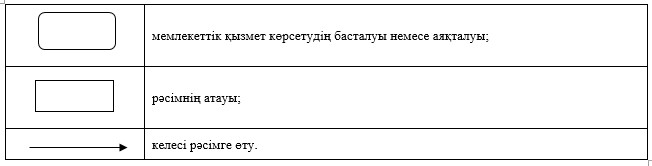 мемлекеттік қызмет көрсетудің басталуы немесе аяқталуы;
рәсімнің атауы;
келесі рәсімге өту.